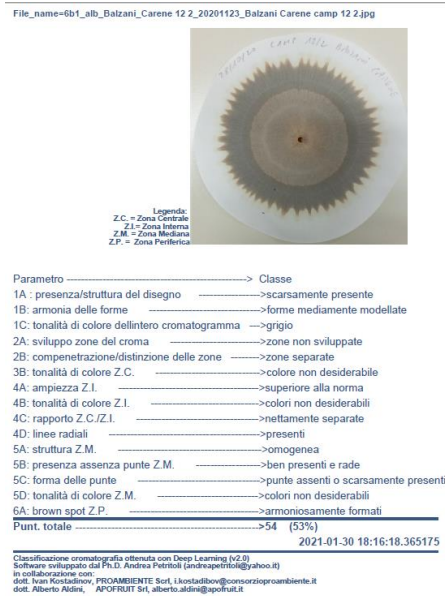 File_name=6b1_alb_Balzani_Carene 12 2_20201123_Balzani Carene camp 12 2.jpg
Legenda:
Z.C. = Zona Centrale
Z.I.= Zona Interna
Z.M. = Zona Mediana
Z.P. = Zona Periferica
Parametro ----------------------------------------------> Classe
1A : presenza/struttura del disegno ----------------->scarsamente presente
1B: armonia delle forme ------------------------------>forme mediamente modellate
1C: tonalità di colore dellintero cromatogramma --->grigio
2A: sviluppo zone del croma ----------------------->zone non sviluppate
2B: compenetrazione/distinzione delle zone -------->zone separate
3B: tonalità di colore Z.C. ------------------------>colore non desiderabile
4A: ampiezza Z.I. ------------------------------------>superiore alla norma
4B: tonalità di colore Z.I. ---------------------------->colori non desiderabili
4C: rapporto Z.C./Z.I. ------------------------------->nettamente separate
4D: linee radiali -------------------------------------->presenti
5A: struttura Z.M. ----------------------------------->omogenea
5B: presenza assenza punte Z.M. ----------------->ben presenti e rade
5C: forma delle punte ------------------------------>punte assenti o scarsamente presenti
5D: tonalità di colore Z.M. ------------------------->colori non desiderabili
6A: brown spot Z.P. --------------------------------->armoniosamente formati
Punt. totale ------------------------------------------->54 (53%)
2021-01-30 18:16:18.365175
Classificazione cromatografia ottenuta con Deep Learning (v2.0)
Software sviluppato dal Ph.D. Andrea Petritoli (andreapetritoli@yahoo.it)
in collaborazione con:
dott. Ivan Kostadinov, PROAMBIENTE Scrl, i.kostadibov@consorzioproambiente.it
dott. Alberto Aldini, APOFRUIT Srl, alberto.aldini@apofruit.it